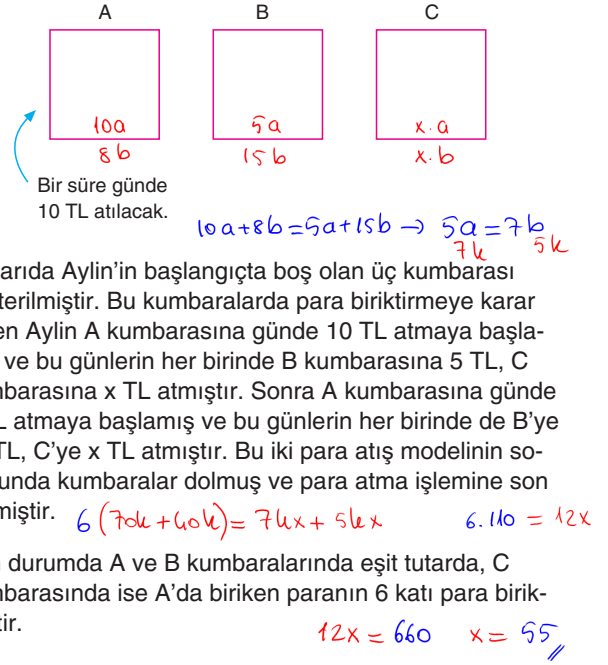 A B C
10a 5a x.a
8b 15b x.b
Bir süre günde
10 TL atılacak.
10a+8b=5a+15b → 5a=7b
7k 5k
arıda Aylin'in başlangıçta boş olan üç kumbarası
terilmiştir. Bu kumbaralarda para biriktirmeye karar
en Aylin A kumbarasına günde 10 TL atmaya başla-
ve bu günlerin her birinde B kumbarasına 5 TL, C
mbarasına x TL atmıştır. Sonra A kumbarasına günde
L atmaya başlamış ve bu günlerin her birinde de B'ye
TL, C'ye x TL atmıştır. Bu iki para atış modelinin so-
unda kumbaralar dolmuş ve para atma işlemine son
miştir. 6(70k+40k)=7kx+5kx 6.110 = 12x
durumda A ve B kumbaralarında eşit tutarda, C
mbarasında ise A'da biriken paranın 6 katı para birik-
tir.
12x = 660 x = 55